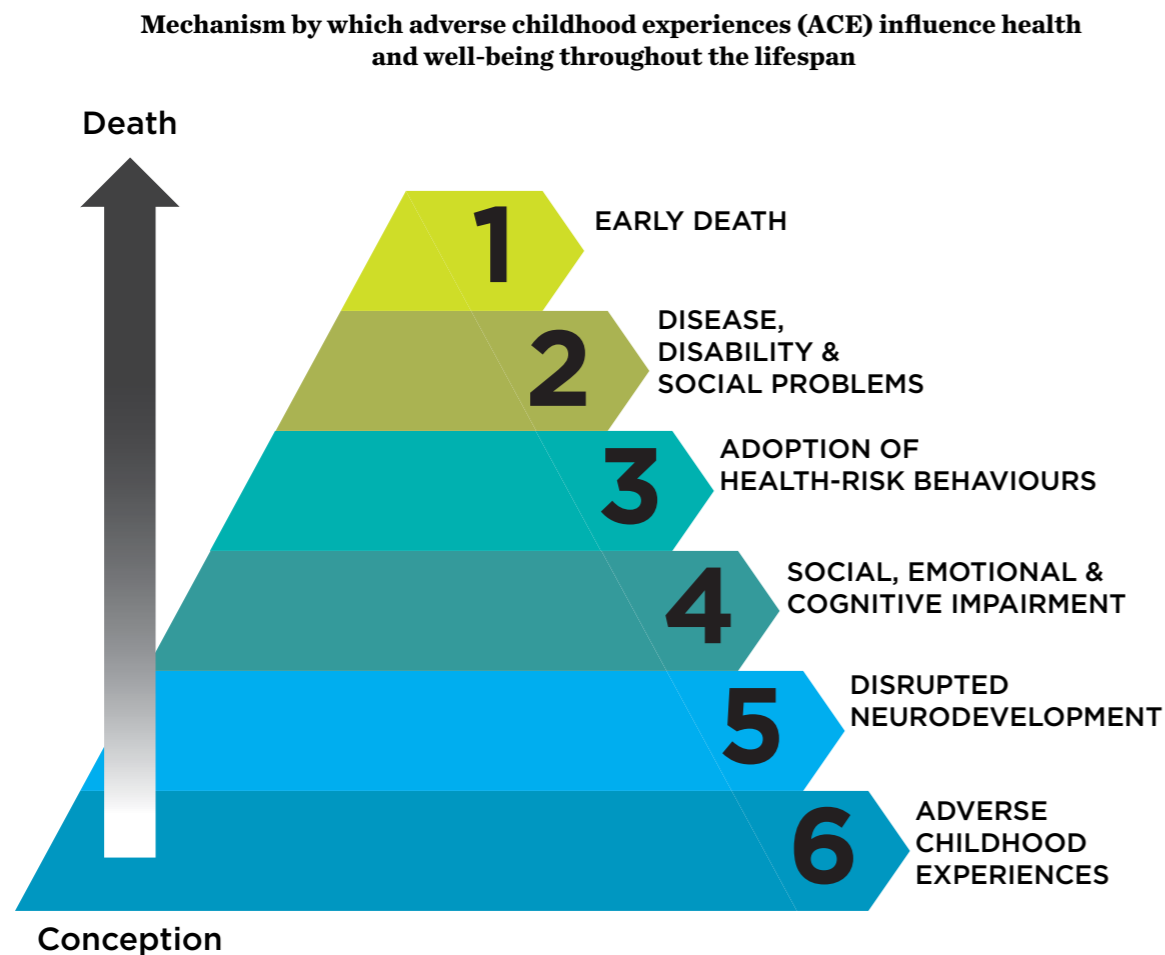 Mechanism by which adverse childhood experiences (ACE) influence health
and well-being throughout the lifespan
Death
1
EARLY DEATH
2
DISEASE,
DISABILITY &
SOCIAL PROBLEMS
3
ADOPTION OF
HEALTH-RISK BEHAVIOURS
4
SOCIAL, EMOTIONAL &
COGNITIVE IMPAIRMENT
5
DISRUPTED
NEURODEVELOPMENT
6
ADVERSE
CHILDHOOD
EXPERIENCES
Conception